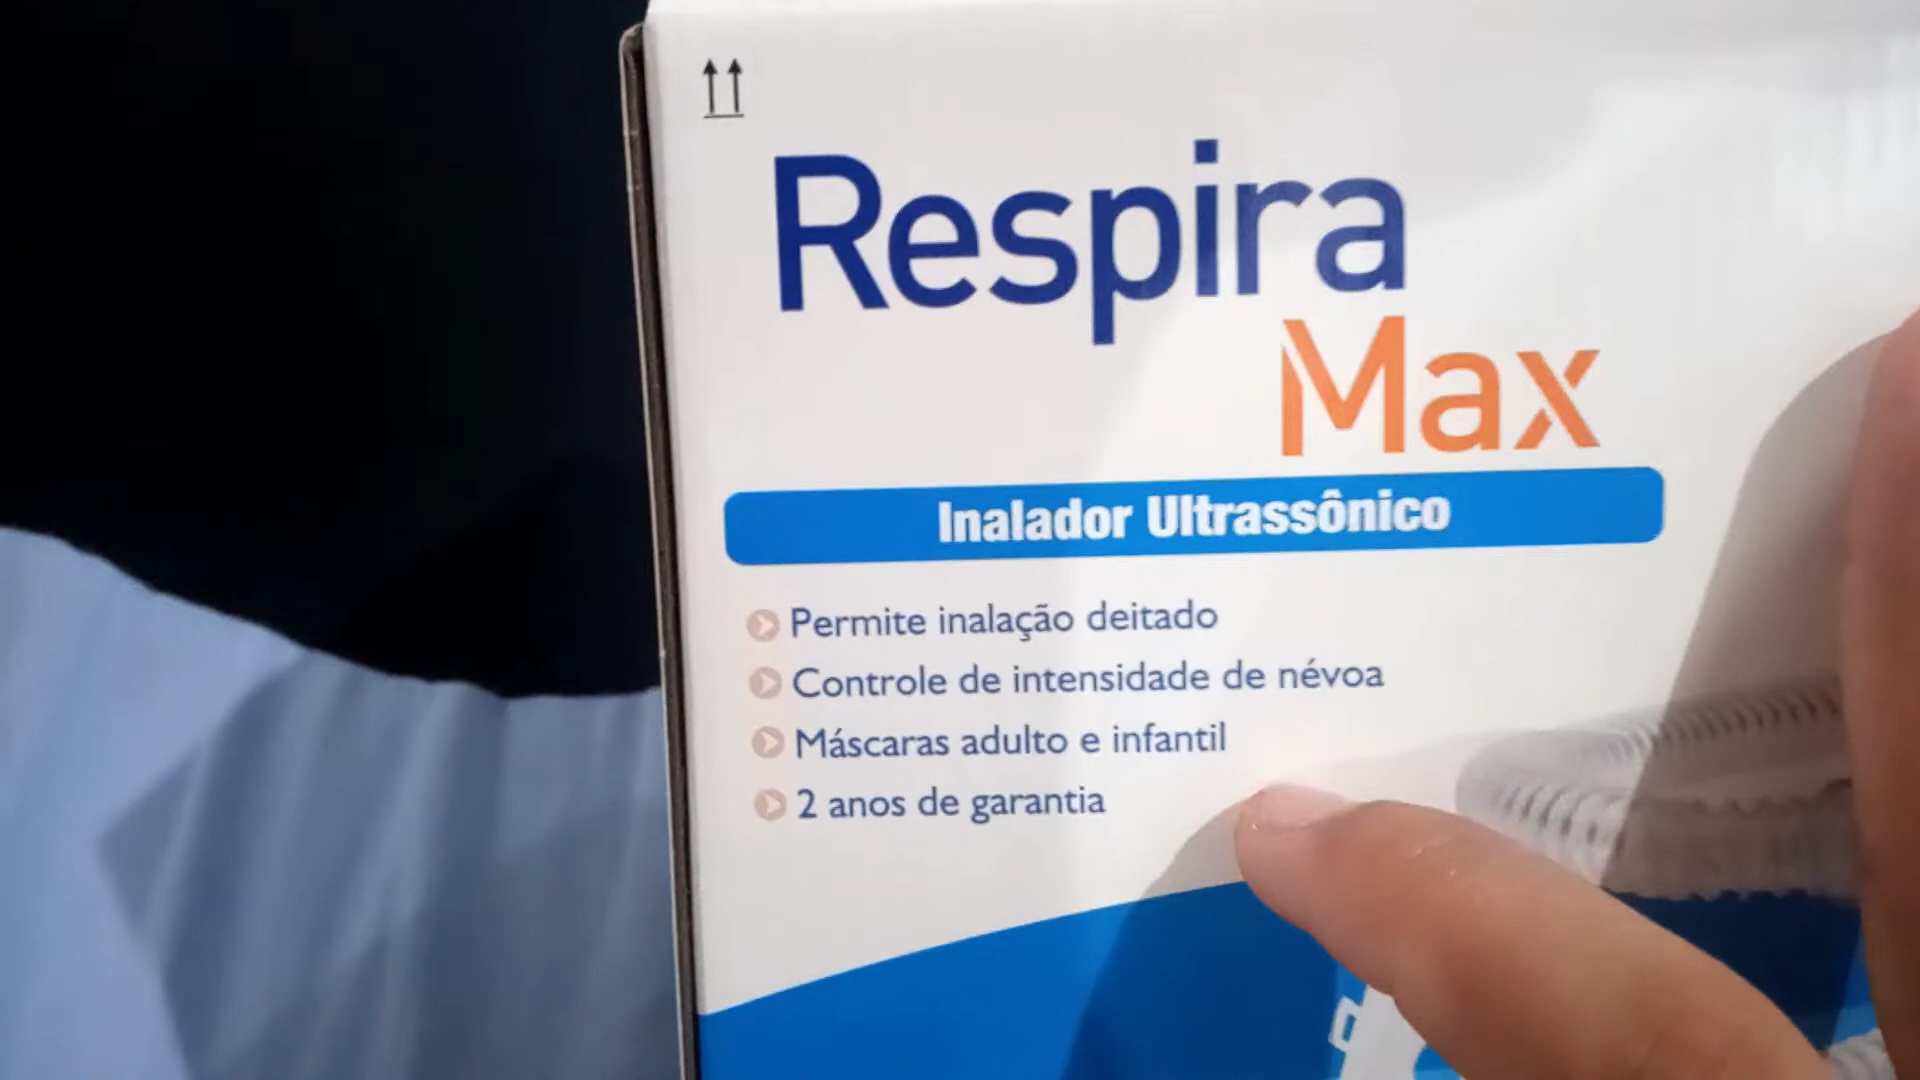 Respira
Max
Inalador Ultrassônico
Permite inalação deitado
Controle de intensidade de névoa
Máscaras adulto e infantil
2 anos de garantia